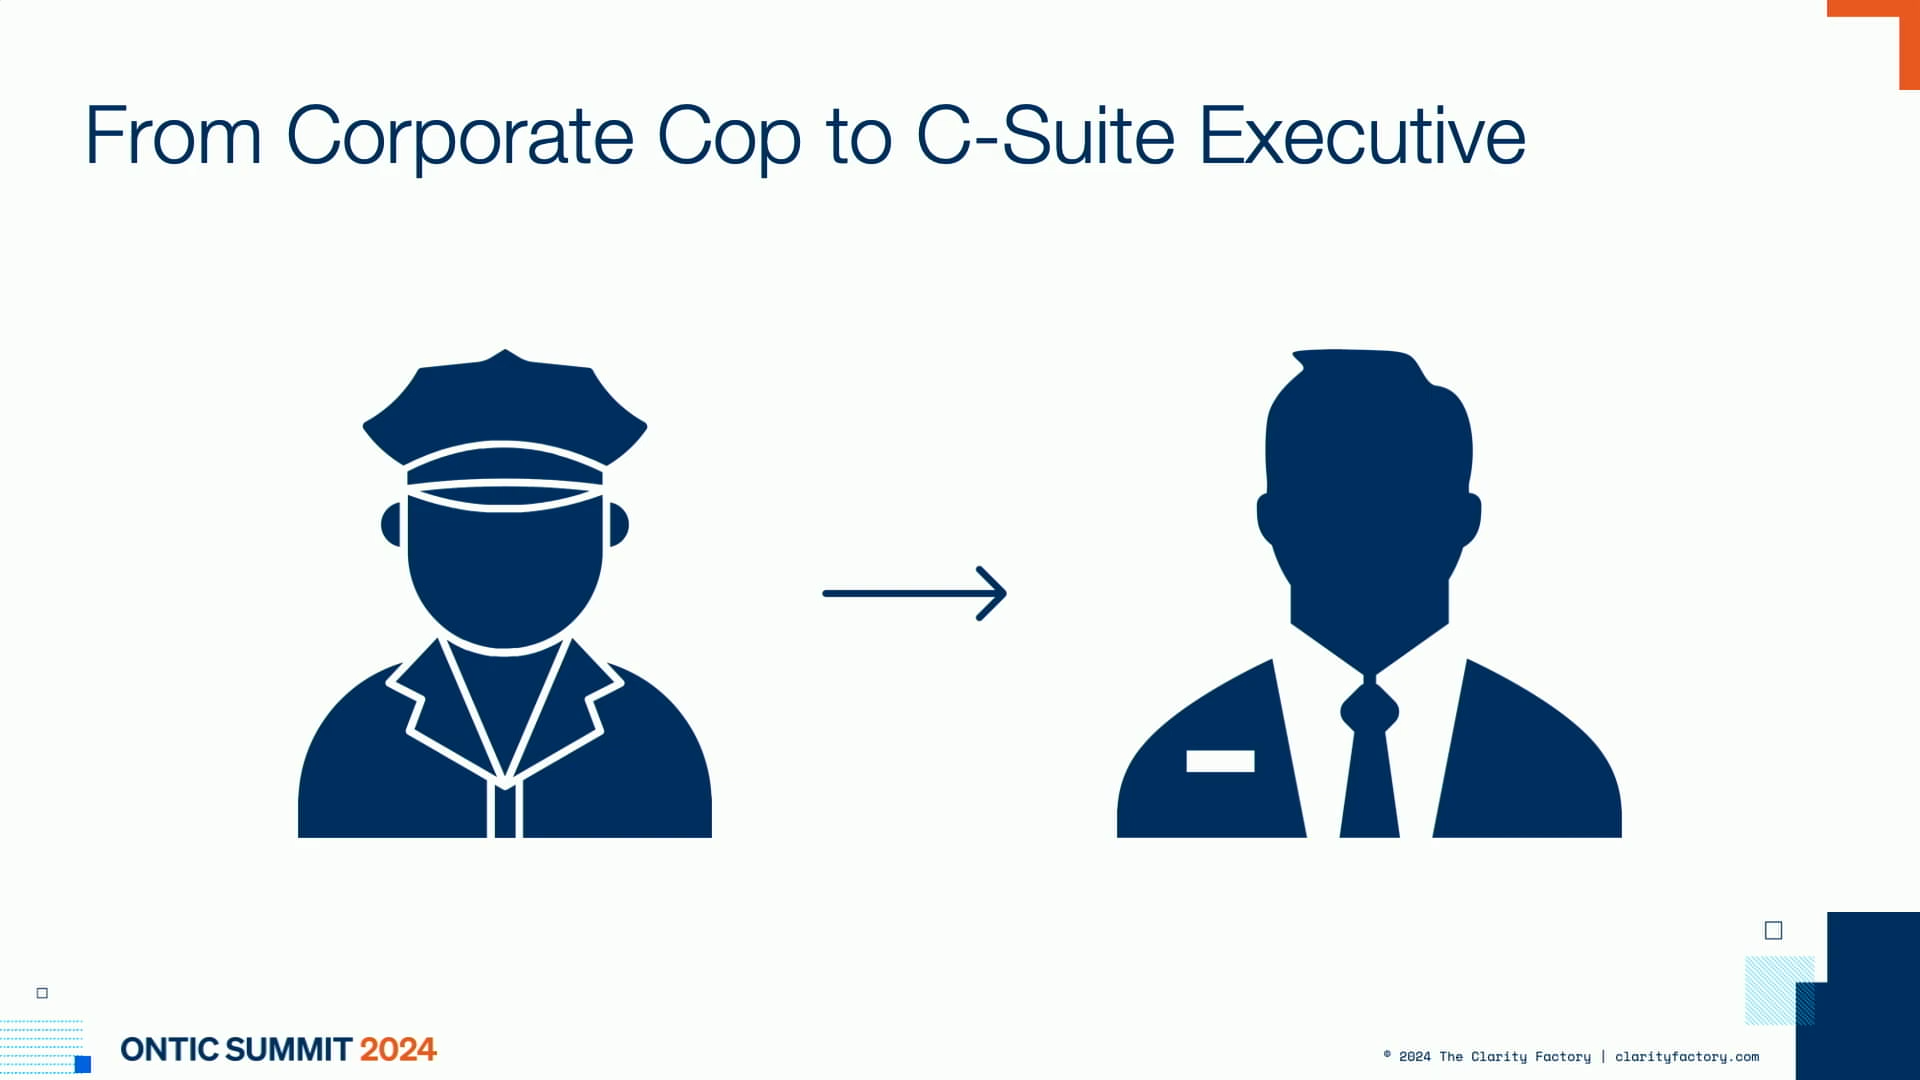 From Corporate Cop to C-Suite Executive
ONTIC SUMMIT 2024
© 2024 The Clarity Factory | clarityfactory.com